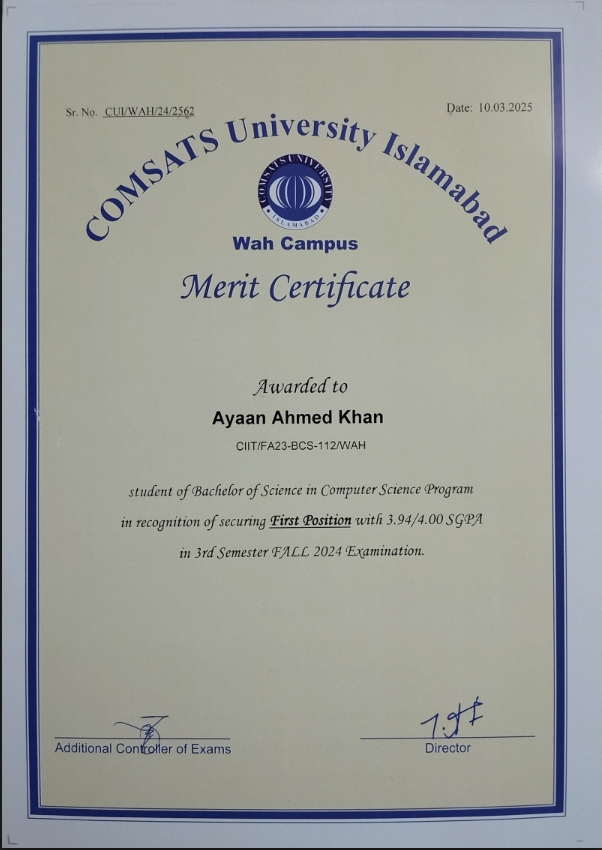 Sr. No. CUI/WAH/24/2562
Date: 10.03.2025
COMSATS University Islamabad
COMSATS UNIVERSITY
ISLAMABAD
Wah Campus
Merit Certificate
Awarded to
Ayaan Ahmed Khan
CIIT/FA23-BCS-112/WAH
student of Bachelor of Science in Computer Science Program
in recognition of securing First Position with 3.94/4.00 SGPA
in 3rd Semester FALL 2024 Examination.
Additional Controller of Exams
Director